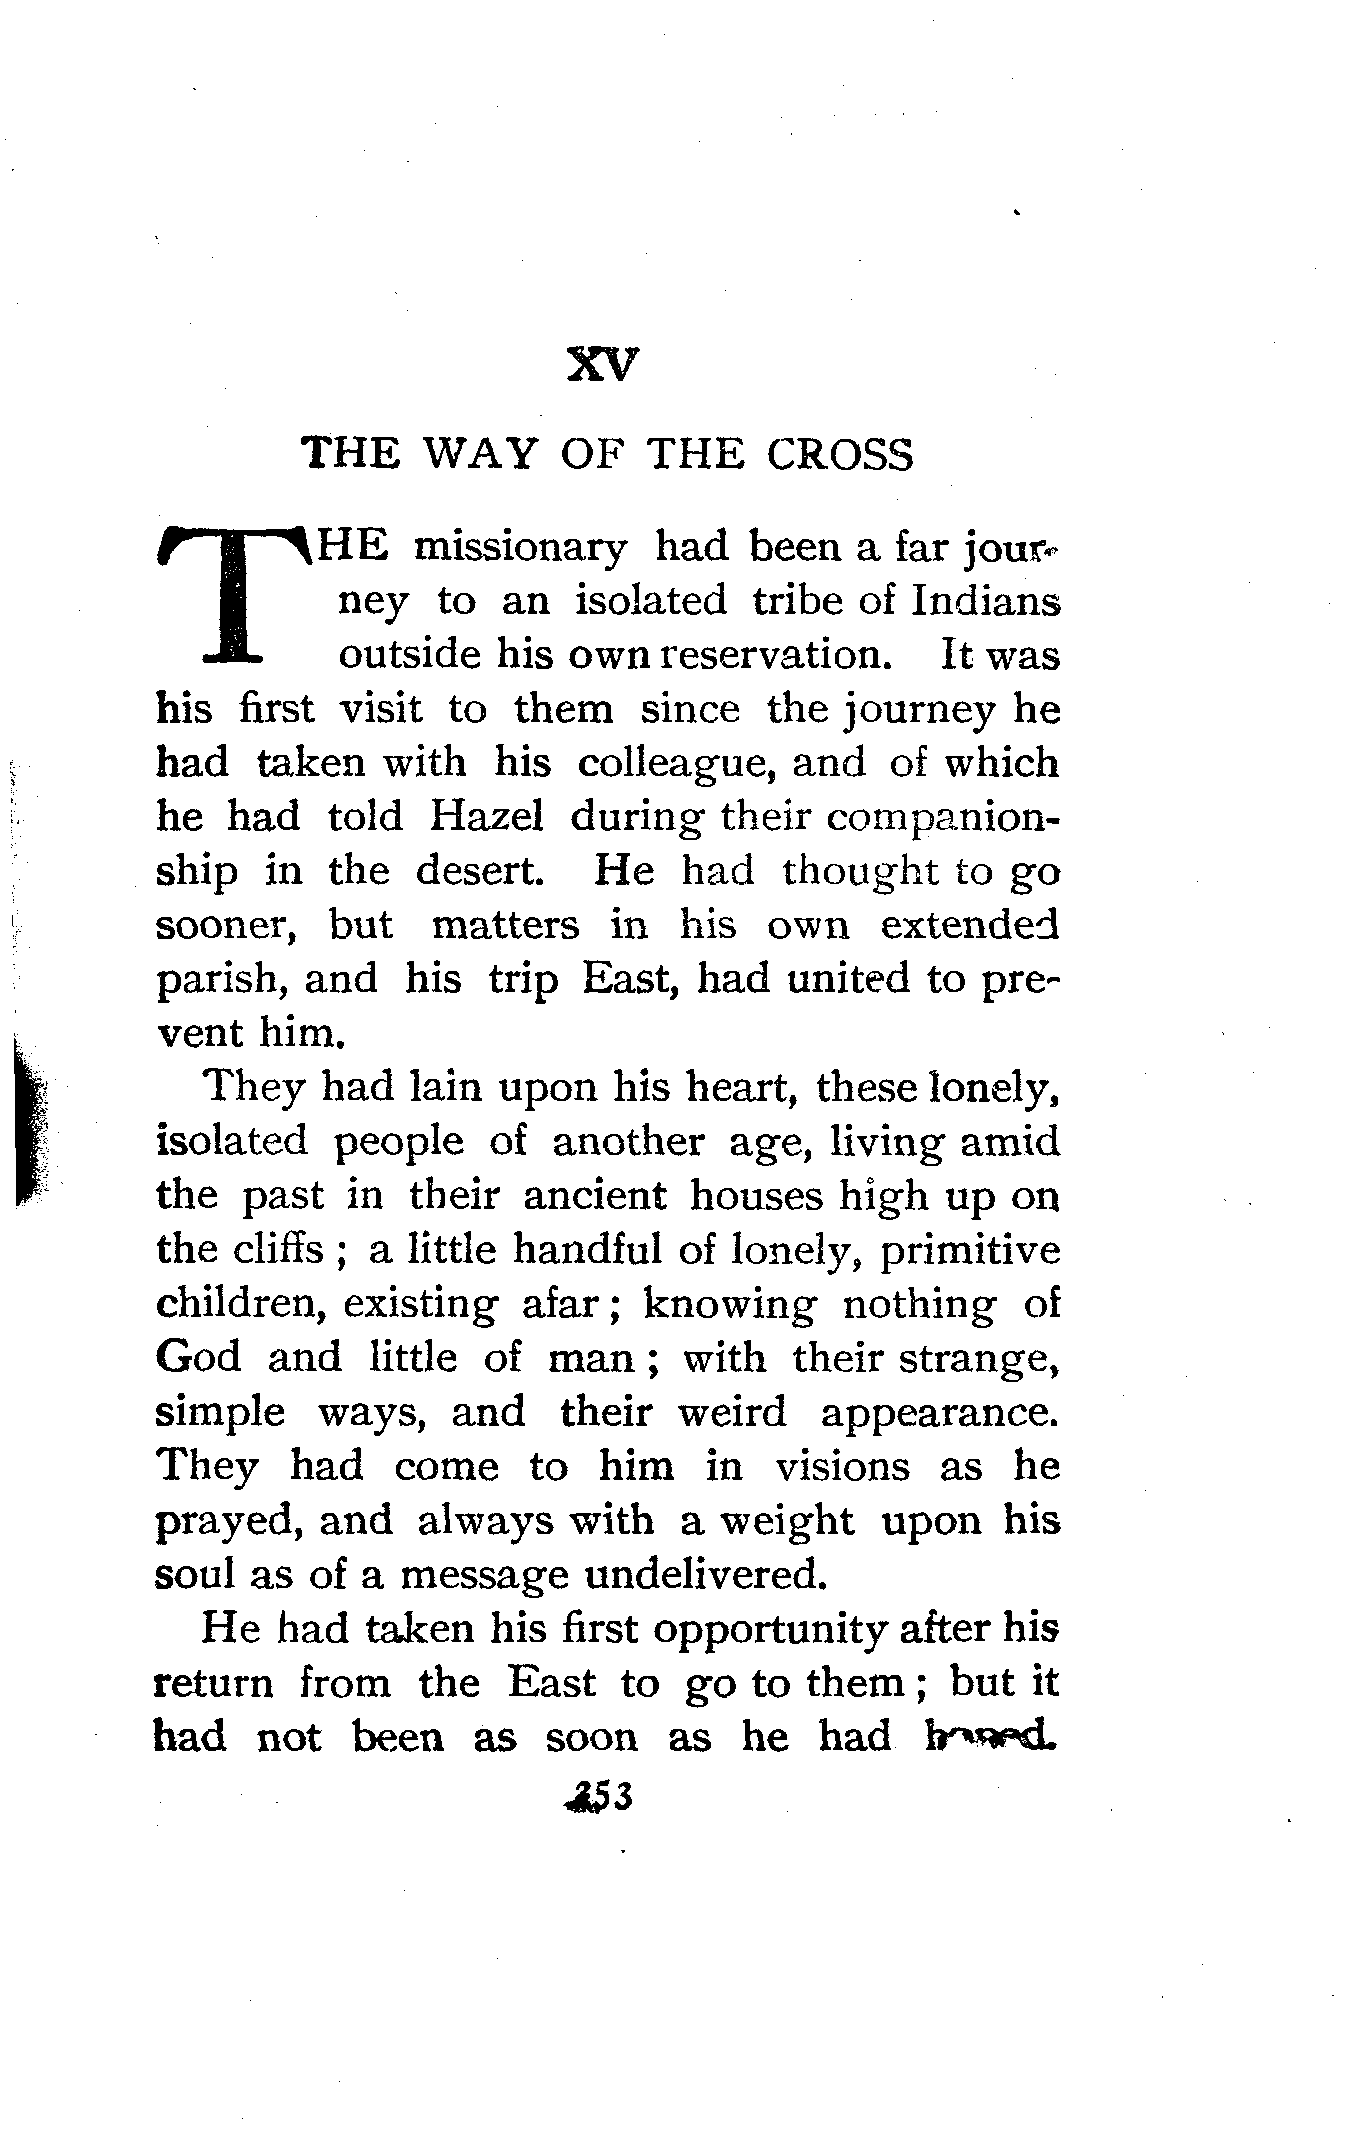 XV
THE WAY OF THE CROSS
THE missionary had been a far jour-
ney to an isolated tribe of Indians
outside his own reservation. It was
his first visit to them since the journey he
had taken with his colleague, and of which
he had told Hazel during their companion-
ship in the desert. He had thought to go
sooner, but matters in his own extended
parish, and his trip East, had united to pre-
vent him.
They had lain upon his heart, these lonely,
isolated people of another age, living amid
the past in their ancient houses high up on
the cliffs ; a little handful of lonely, primitive
children, existing afar ; knowing nothing of
God and little of man ; with their strange,
simple ways, and their weird appearance.
They had come to him in visions as he
prayed, and always with a weight upon his
soul as of a message undelivered.
He had taken his first opportunity after his
return from the East to go to them ; but it
had not been as soon as he had
253